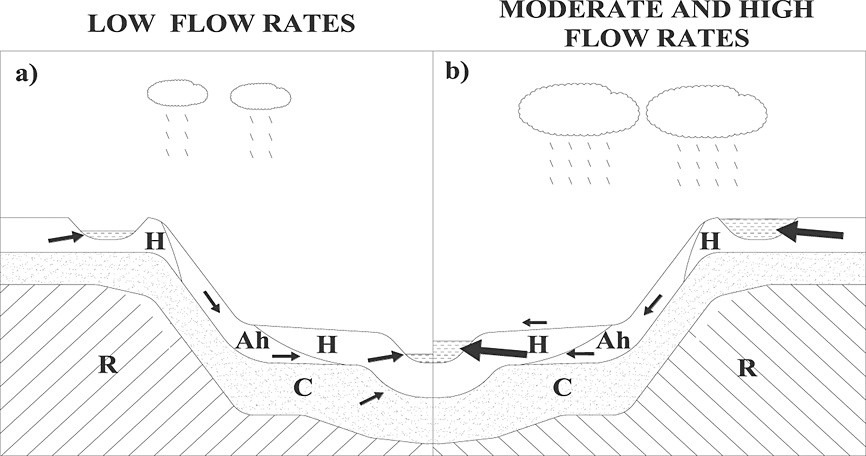 LOW FLOW RATES
MODERATE AND HIGH
FLOW RATES
a)
b)
H
H
Ah
H
H
Ah
R
C
C
R